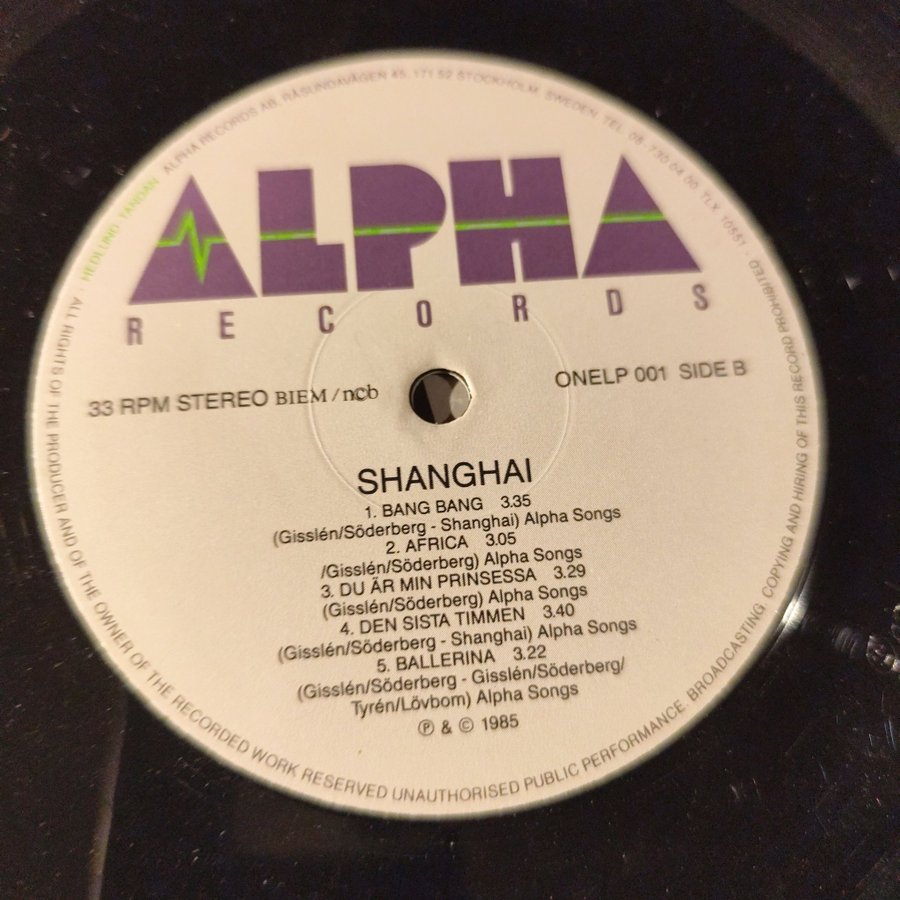 ALPHA
RECORDS
33 RPM STEREO BIEM/ncb
ONELP 001 SIDE B
SHANGHAI
1. BANG BANG 3.35
(Gisslén/Söderberg - Shanghai) Alpha Songs
2. AFRICA 3.05
/Gisslén/Söderberg) Alpha Songs
3. DU ÄR MIN PRINSESSA 3.29
(Gisslén/Söderberg) Alpha Songs
4. DEN SISTA TIMMEN 3.40
(Gisslén/Söderberg - Shanghai) Alpha Songs
5. BALLERINA 3.22
(Gisslén/Söderberg - Gisslén/Söderberg/
Tyrén/Lövbom) Alpha Songs
℗ & © 1985
HEDLUND TANDAN · ALPHA RECORDS AB, RÅSUNDAVÄGEN 45, 171 52 STOCKHOLM, SWEDEN, TEL. 08-730 04 00, TLX. 10551 ·
ALL RIGHTS OF THE PRODUCER AND OF THE OWNER OF THE RECORDED WORK RESERVED UNAUTHORISED PUBLIC PERFORMANCE, BROADCASTING, COPYING AND HIRING OF THIS RECORD PROHIBITED